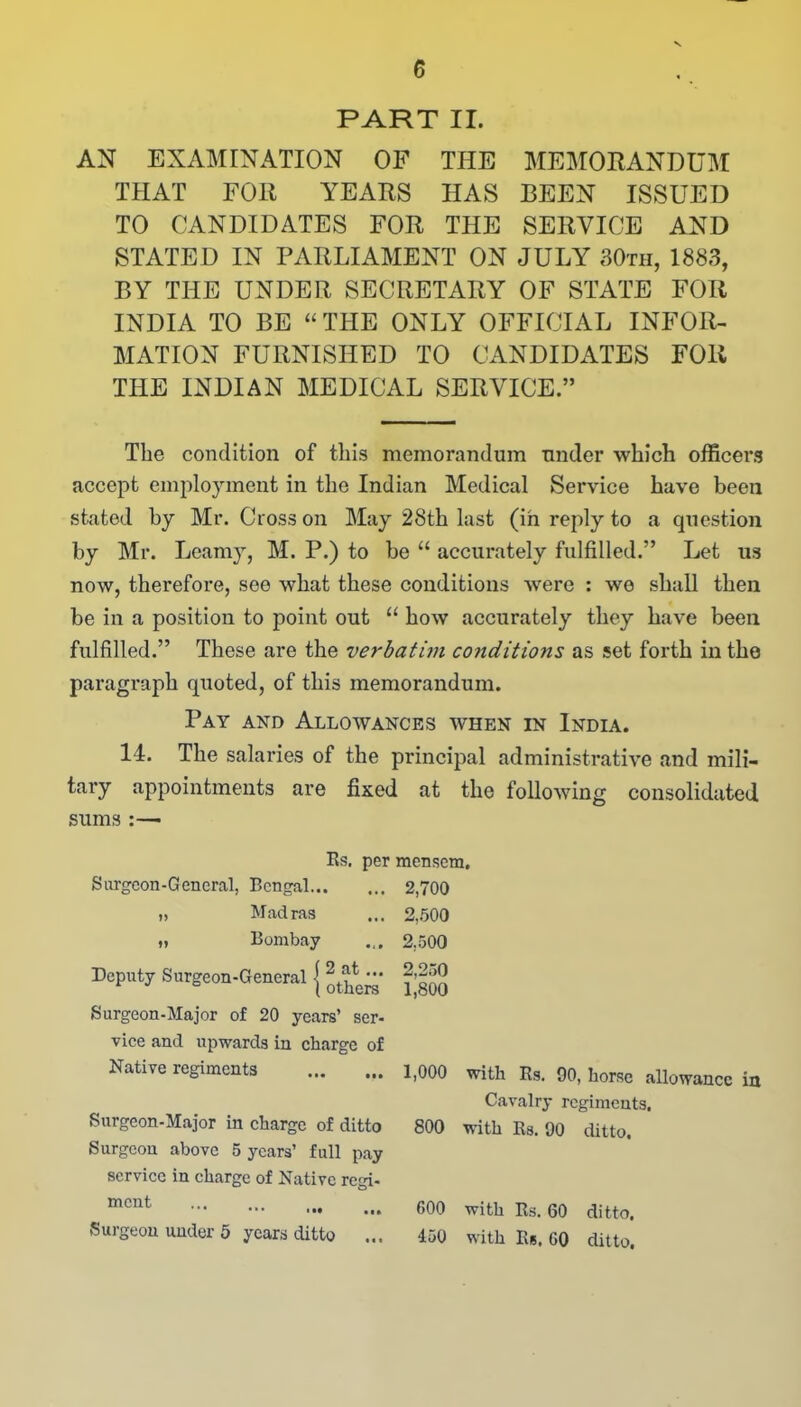 6
PART II.
AN EXAMINATION OF THE MEMORANDUM
THAT FOR YEARS HAS BEEN ISSUED
TO CANDIDATES FOR THE SERVICE AND
STATED IN PARLIAMENT ON JULY 30TH, 1883,
BY THE UNDER SECRETARY OF STATE FOR
INDIA TO BE “THE ONLY OFFICIAL INFOR-
MATION FURNISHED TO CANDIDATES FOR
THE INDIAN MEDICAL SERVICE.”
The condition of this memorandum under which officers
accept employment in the Indian Medical Service have been
stated by Mr. Cross on May 28th last (in reply to a question
by Mr. Leamy, M. P.) to be “ accurately fulfilled.” Let us
now, therefore, see what these conditions were : we shall then
be in a position to point out “ how accurately they have been
fulfilled.” These are the verbatim conditions as set forth in the
paragraph quoted, of this memorandum.
PAY AND ALLOWANCES WHEN IN INDIA.
14. The salaries of the principal administrative and mili-
tary appointments are fixed at the following consolidated
sums :—
Rs. per mensem.
Surgeon-General, Bengal... ... 2,700
„ Madras ... 2,500
„ Bombay ... 2,500
Deputy Surgeon-General { 2 at ... 2,250
{ others 1,800
Surgeon-Major of 20 years’ ser-
vice and upwards in charge of
Native regiments ... ... 1,000 with Rs. 90, horse allowance in
Cavalry regiments.
Surgeon-Major in charge of ditto 800 with Rs. 90 ditto.
Surgeon above 5 years’ full pay
service in charge of Native regi-
ment ... ... ... ... 600 with Rs. 60 ditto.
Surgeon under 5 years ditto ... 450 with Rs. 60 ditto.